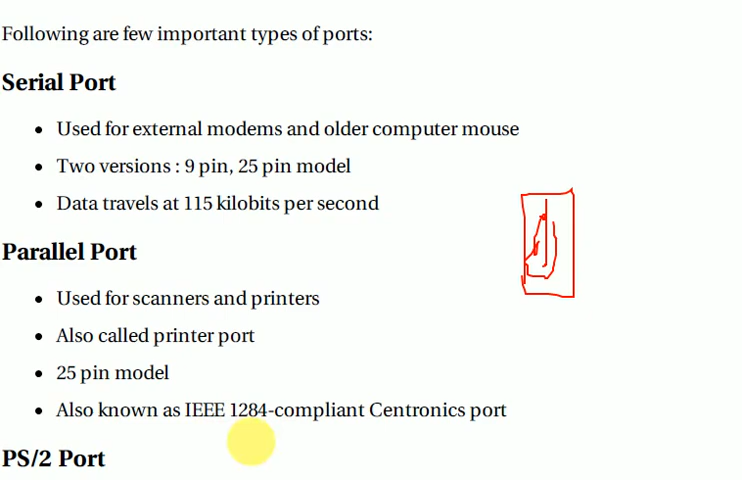 Following are few important types of ports:
Serial Port
• Used for external modems and older computer mouse
• Two versions : 9 pin, 25 pin model
• Data travels at 115 kilobits per second
Parallel Port
• Used for scanners and printers
• Also called printer port
• 25 pin model
• Also known as IEEE 1284-compliant Centronics port
PS/2 Port